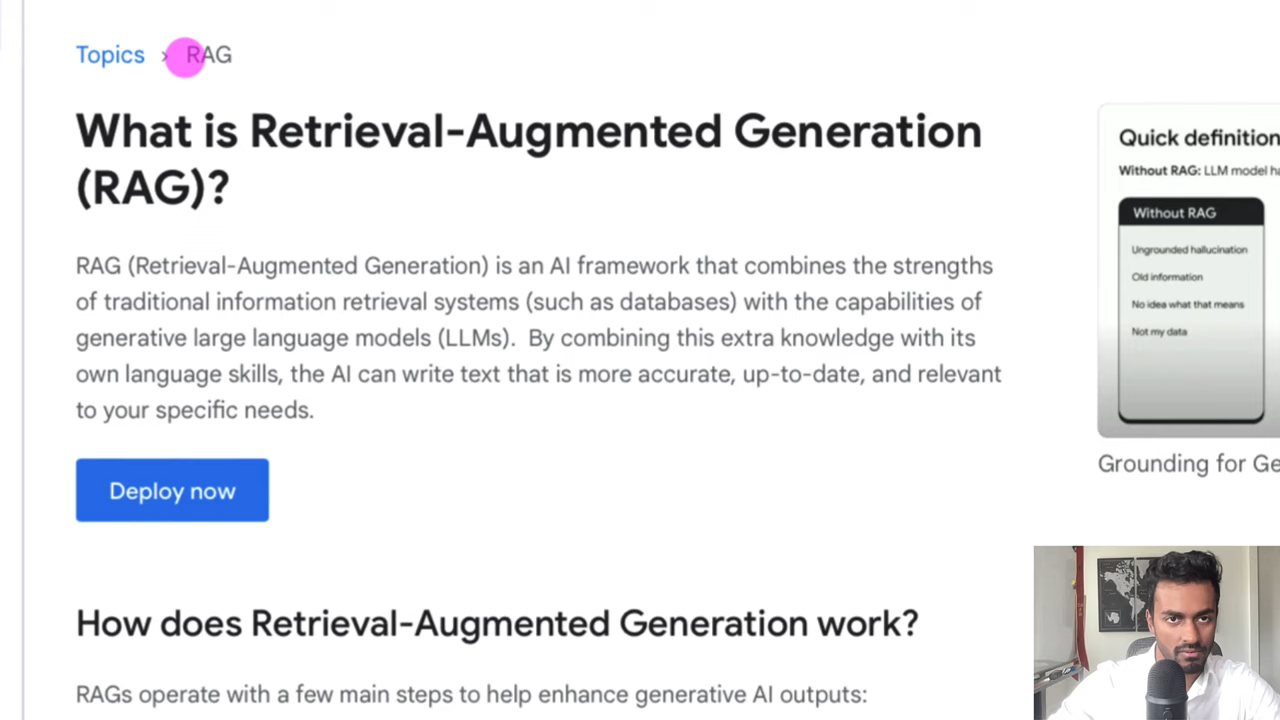 Topics › RAG
What is Retrieval-Augmented Generation
(RAG)?
RAG (Retrieval-Augmented Generation) is an AI framework that combines the strengths
of traditional information retrieval systems (such as databases) with the capabilities of
generative large language models (LLMs).  By combining this extra knowledge with its
own language skills, the AI can write text that is more accurate, up-to-date, and relevant
to your specific needs.
Deploy now
How does Retrieval-Augmented Generation work?
RAGs operate with a few main steps to help enhance generative AI outputs:
Quick definition
Without RAG: LLM model
Without RAG
Ungrounded hallucination
Old information
No idea what that means
Not my data
Grounding for